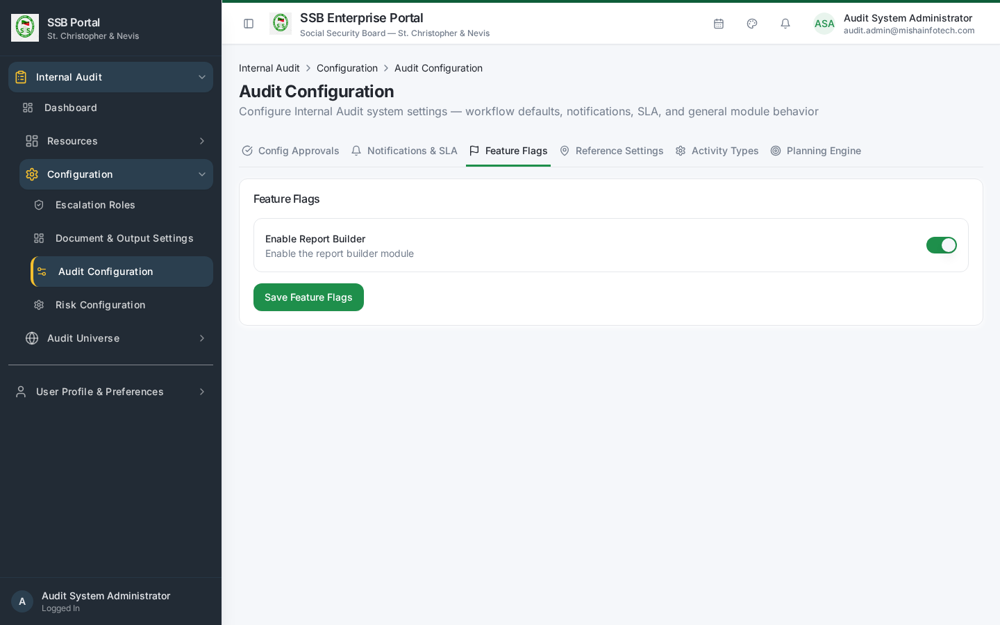 SSB Portal
St. Christopher & Nevis
Internal Audit
Dashboard
Resources
Configuration
Escalation Roles
Document & Output Settings
Audit Configuration
Risk Configuration
Audit Universe
User Profile & Preferences
A
Audit System Administrator
Logged In
SSB Enterprise Portal
Social Security Board — St. Christopher & Nevis
ASA
Audit System Administrator
audit.admin@mishainfotech.com
Internal Audit > Configuration > Audit Configuration
Audit Configuration
Configure Internal Audit system settings — workflow defaults, notifications, SLA, and general module behavior
Config Approvals Notifications & SLA Feature Flags Reference Settings Activity Types Planning Engine
Feature Flags
Enable Report Builder
Enable the report builder module
Save Feature Flags